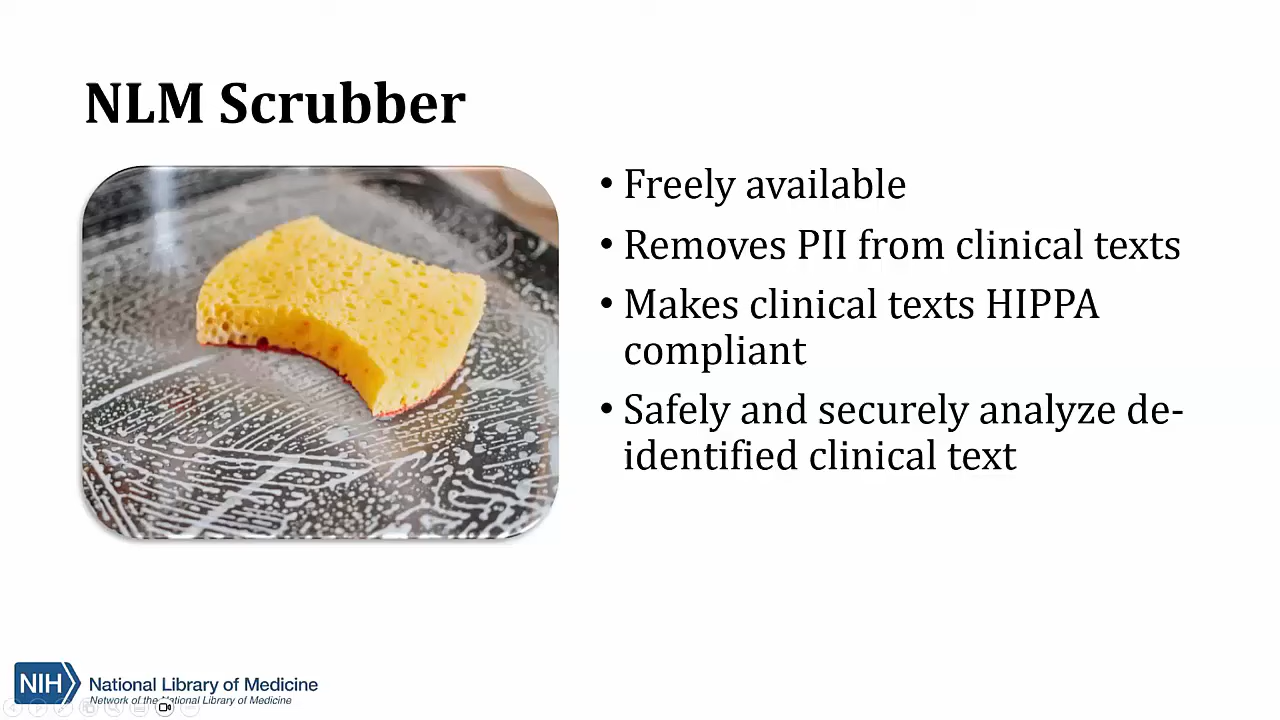 NLM Scrubber
• Freely available
• Removes PII from clinical texts
• Makes clinical texts HIPPA
compliant
• Safely and securely analyze de-
identified clinical text
NIH
National Library of Medicine
Network of the National Library of Medicine